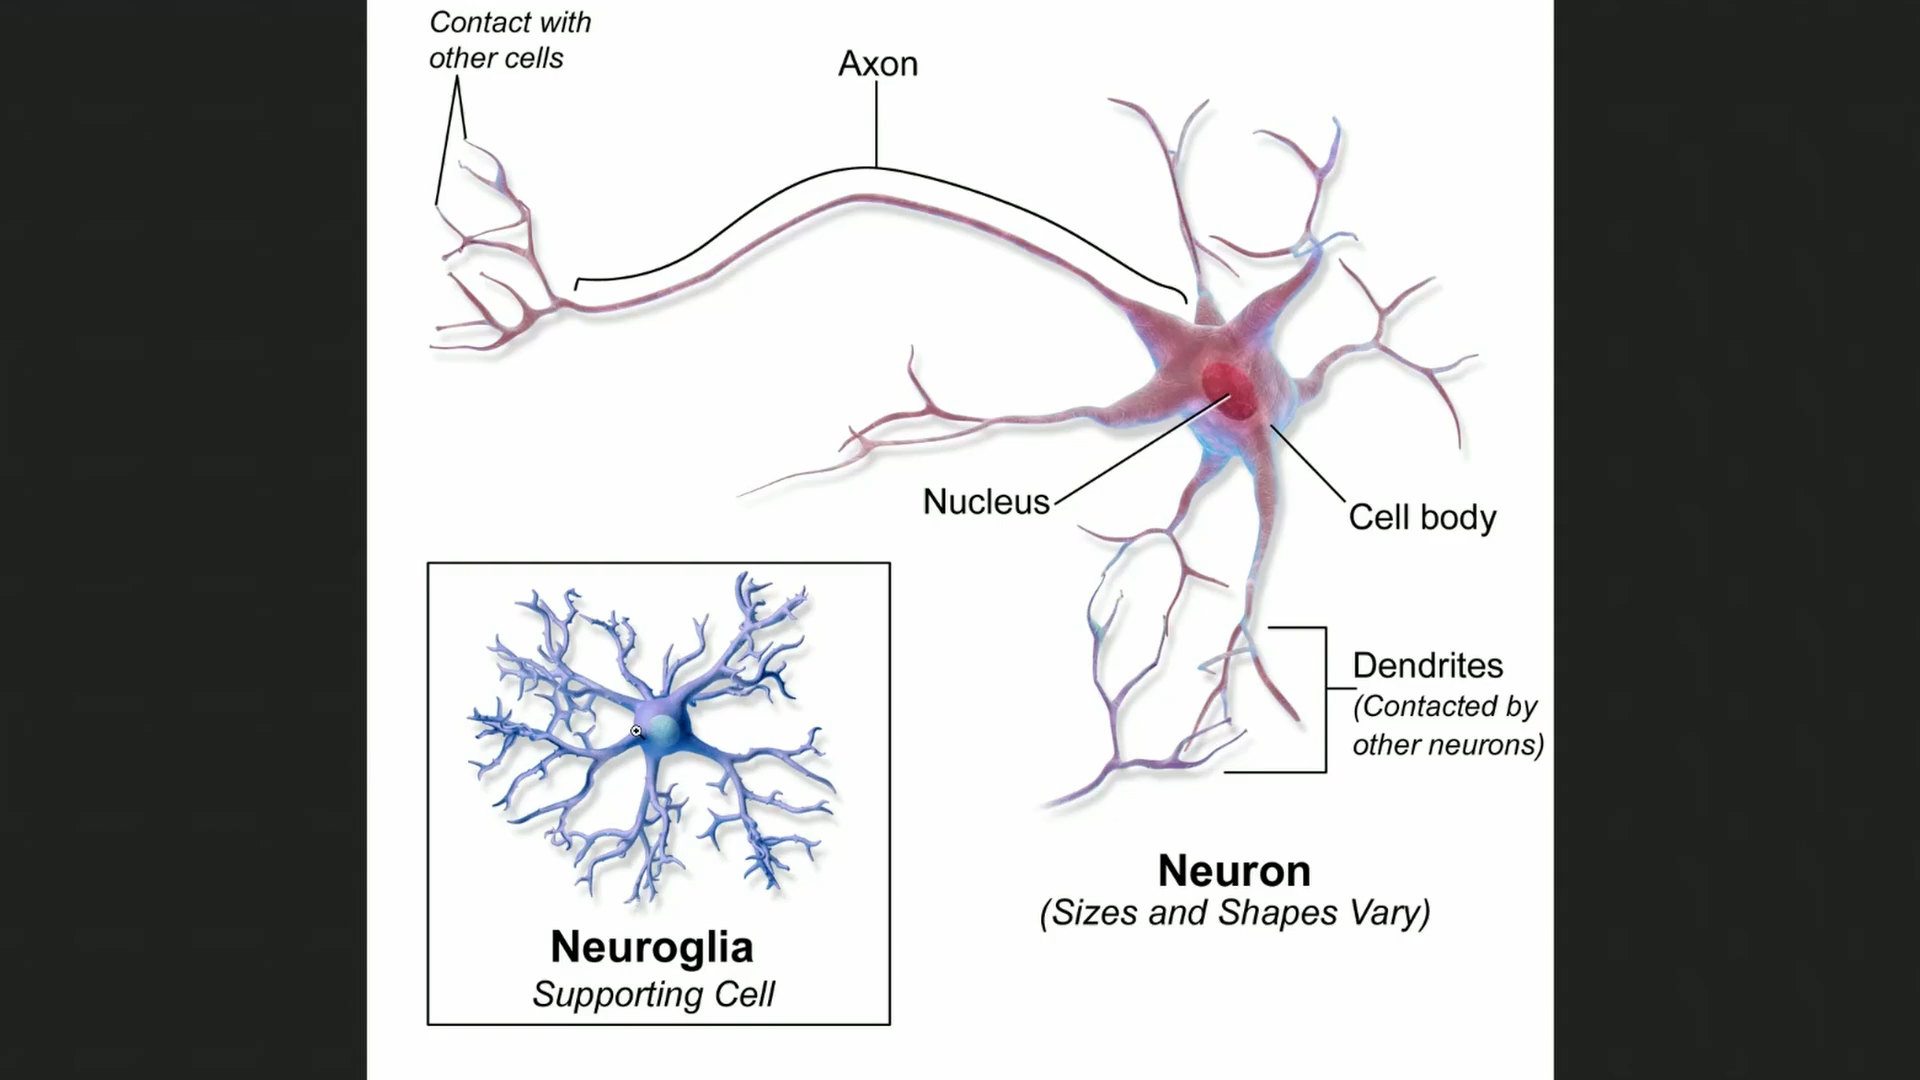 Contact with
other cells
Axon
Nucleus
Cell body
Dendrites
(Contacted by
other neurons)
Neuron
(Sizes and Shapes Vary)
Neuroglia
Supporting Cell